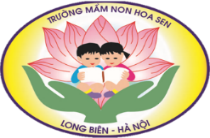 TRƯỜNG MẦM NON HOA SEN
LONG BIÊN - HÀ NỘI